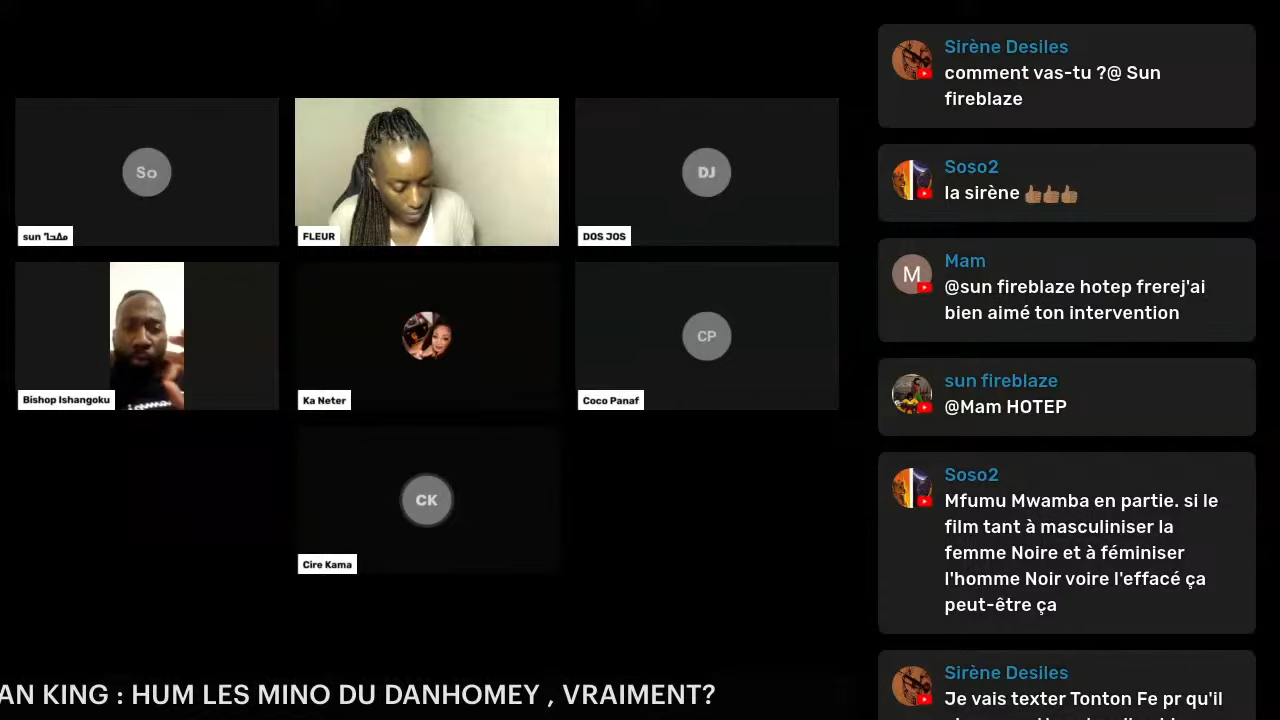 So
sun
FLEUR
DJ
DOS JOS
Bishop Ishangoku
Ka Neter
CP
Coco Panaf
CK
Cire Kama
AN KING : HUM LES MINO DU DANHOMEY , VRAIMENT?
Sirène Desiles
comment vas-tu ?@ Sun
fireblaze
Soso2
la sirène 👍🏽👍🏽👍🏽
M
Mam
@sun fireblaze hotep frerej'ai
bien aimé ton intervention
sun fireblaze
@Mam HOTEP
Soso2
Mfumu Mwamba en partie. si le
film tant à masculiniser la
femme Noire et à féminiser
l'homme Noir voire l'effacé ça
peut-être ça
Sirène Desiles
Je vais texter Tonton Fe pr qu'il